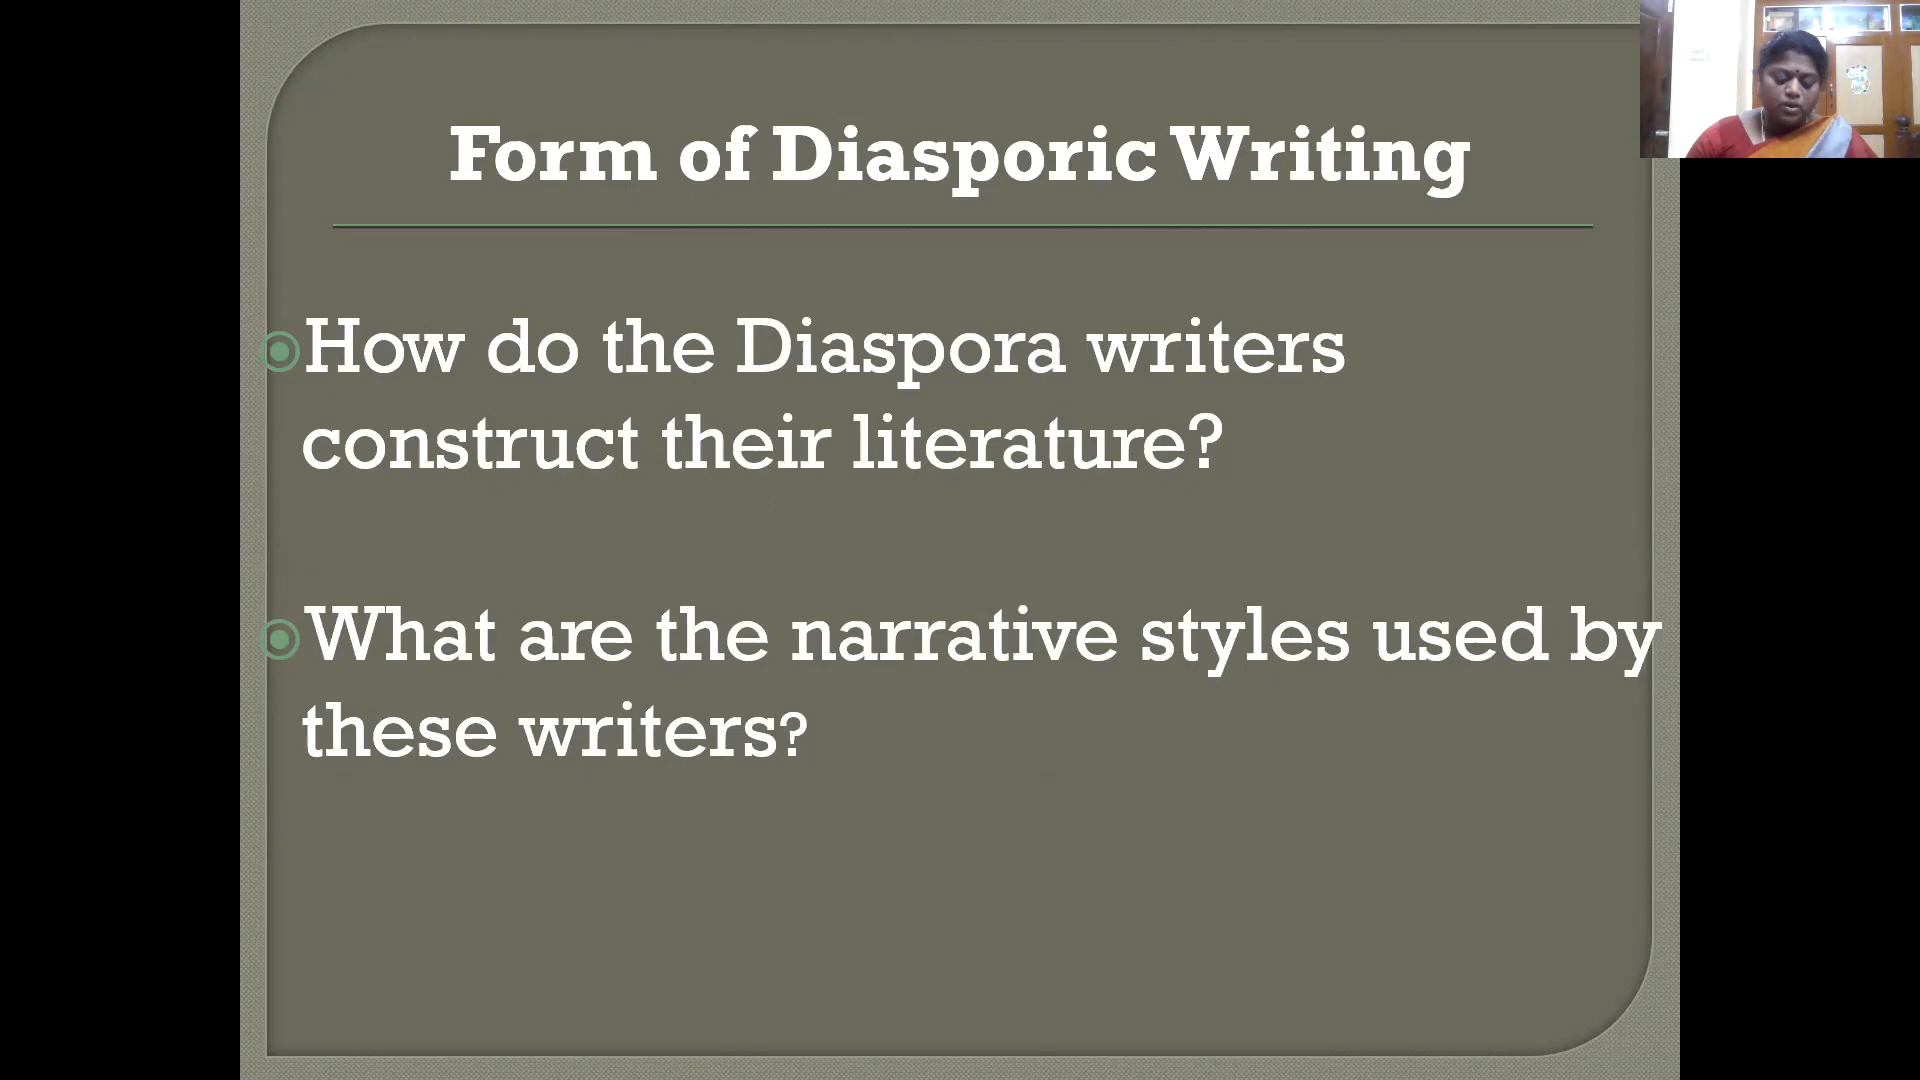 Form of Diasporic Writing
How do the Diaspora writers
construct their literature?
What are the narrative styles used by
these writers?